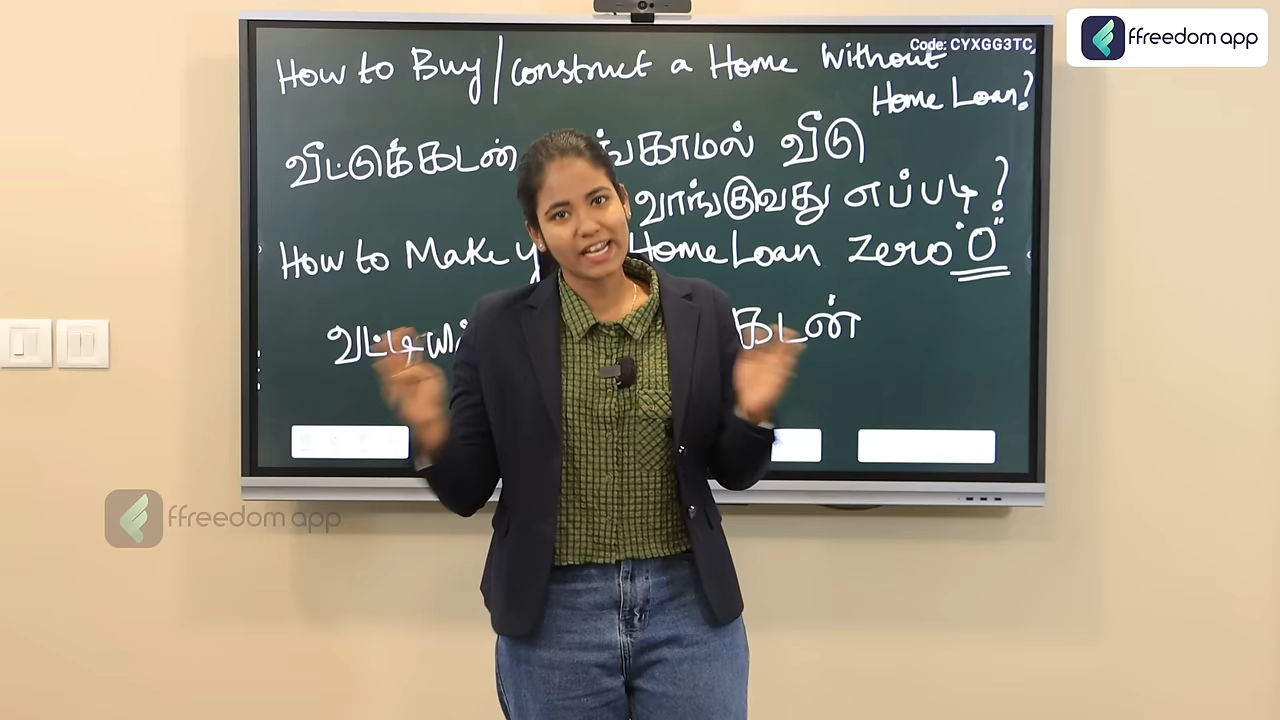 Code: CYXGG3TC
ffreedom app
How to Buy/construct a Home Without
Home Loan?
வீட்டுக்கடன் வீடு
வாங்குவது எப்படி?
How to Make Home Loan Zero "0"
கடன்
ffreedom app